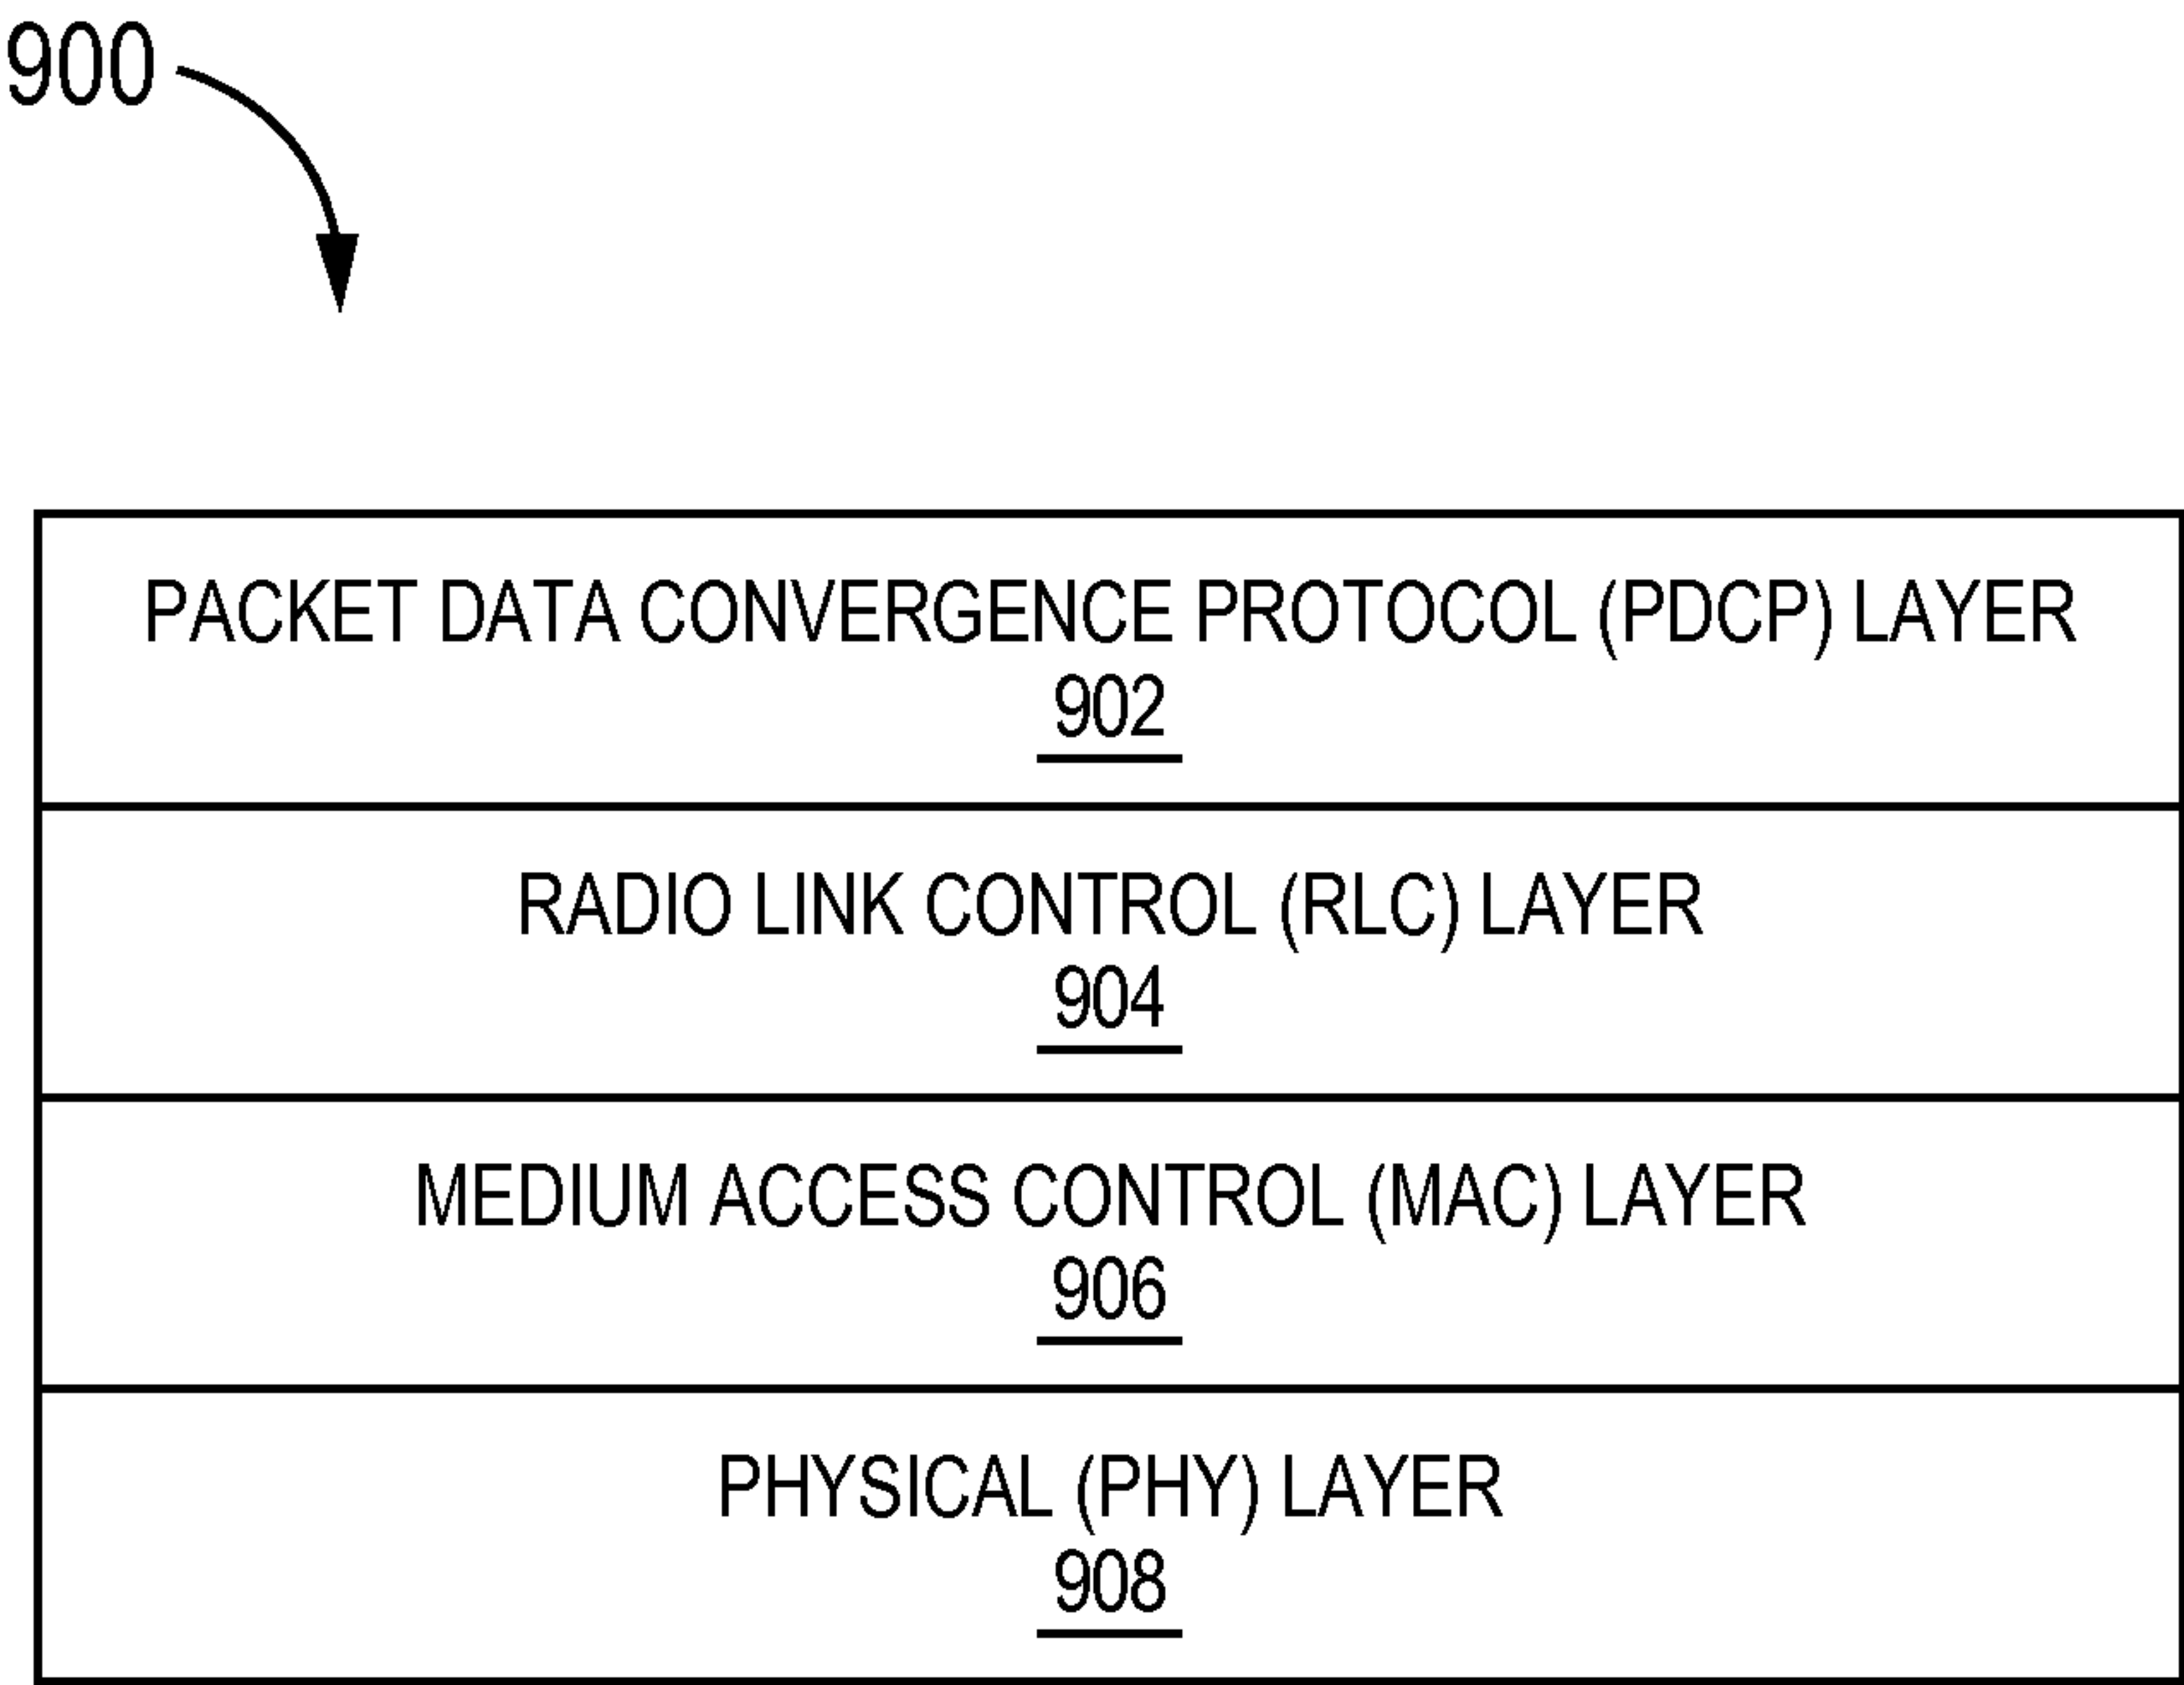 900
PACKET DATA CONVERGENCE PROTOCOL (PDCP) LAYER
902
RADIO LINK CONTROL (RLC) LAYER
904
MEDIUM ACCESS CONTROL (MAC) LAYER
906
PHYSICAL (PHY) LAYER
908